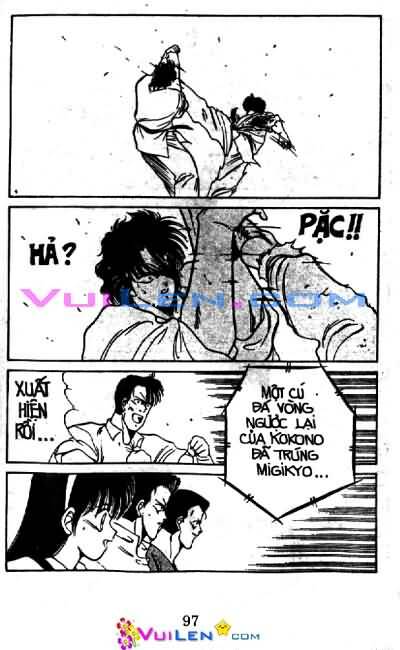 PẶC!!
HẢ?
VUILEN.COM
XUẤT
HIỆN
RỒI...
MỘT CÚ
ĐÁ VÒNG
NGƯỢC LẠI
CỦA KOKONO
ĐÃ TRÚNG
MIGIKYO...
97
VUILEN.COM